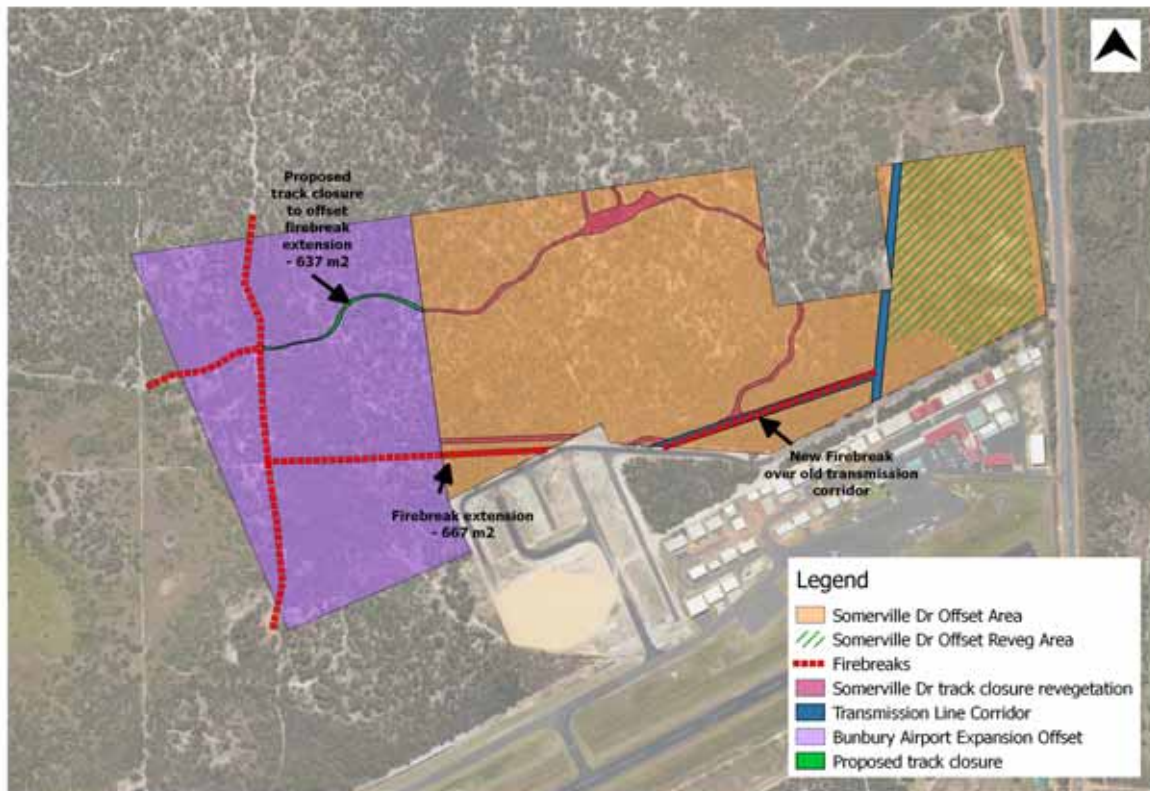 Proposed
track closure
to offset
firebreak
extension
- 637 m2
New Firebreak
over old transmission
corridor
Firebreak extension
- 667 m2
Legend
Somerville Dr Offset Area
Somerville Dr Offset Reveg Area
Firebreaks
Somerville Dr track closure revegetation
Transmission Line Corridor
Bunbury Airport Expansion Offset
Proposed track closure